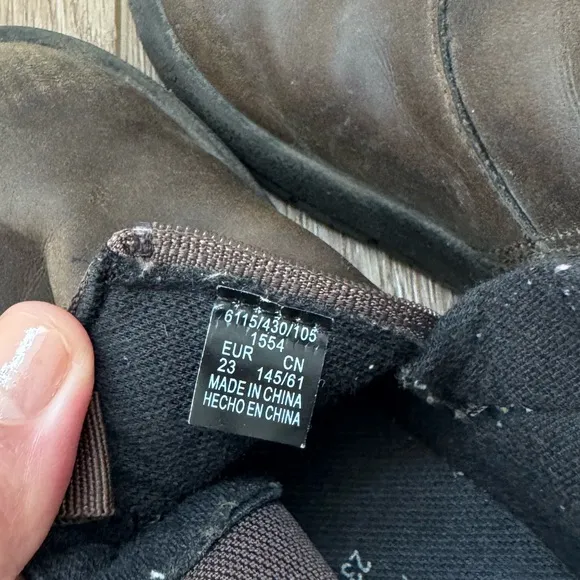 6115/430/105
1554
EUR CN
23 145/61
MADE IN CHINA
HECHO EN CHINA
23